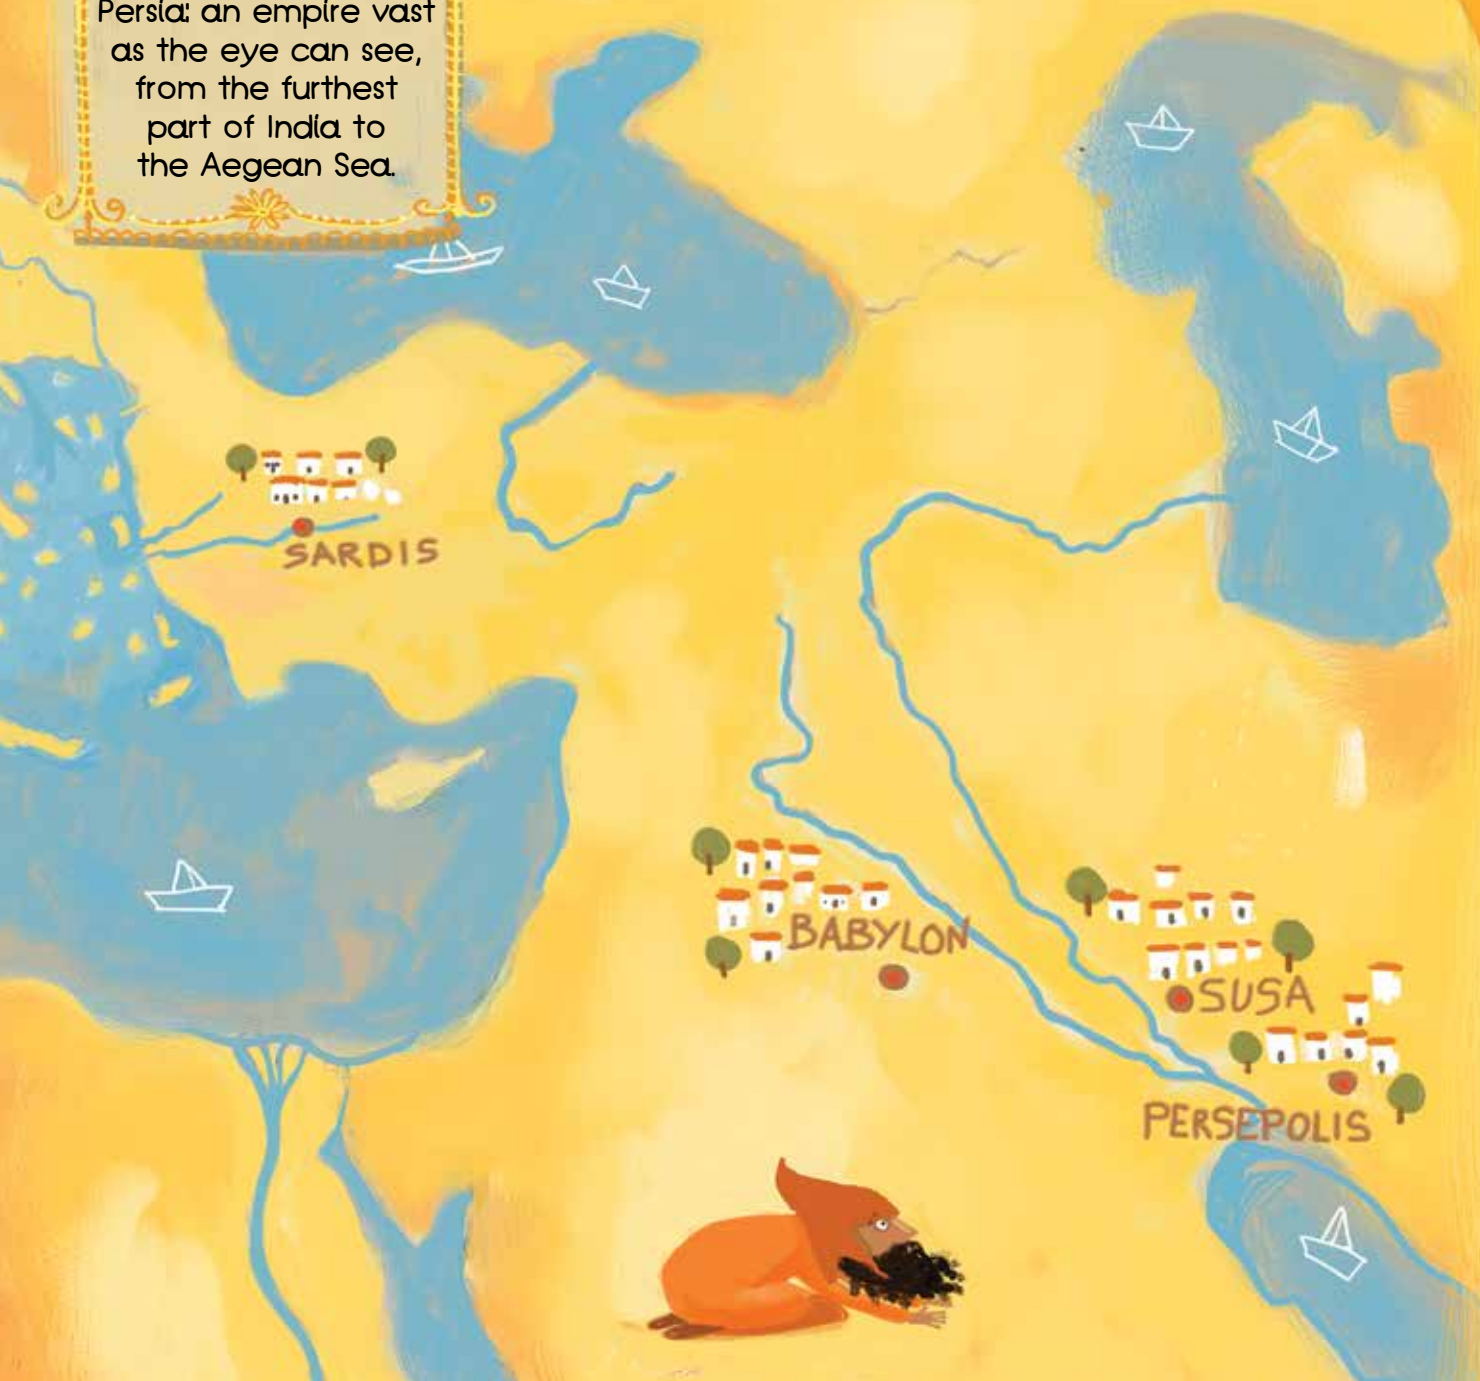 Persia: an empire vast
as the eye can see,
from the furthest
part of India to
the Aegean Sea.
SARDIS
BABYLON
SUSA
PERSEPOLIS